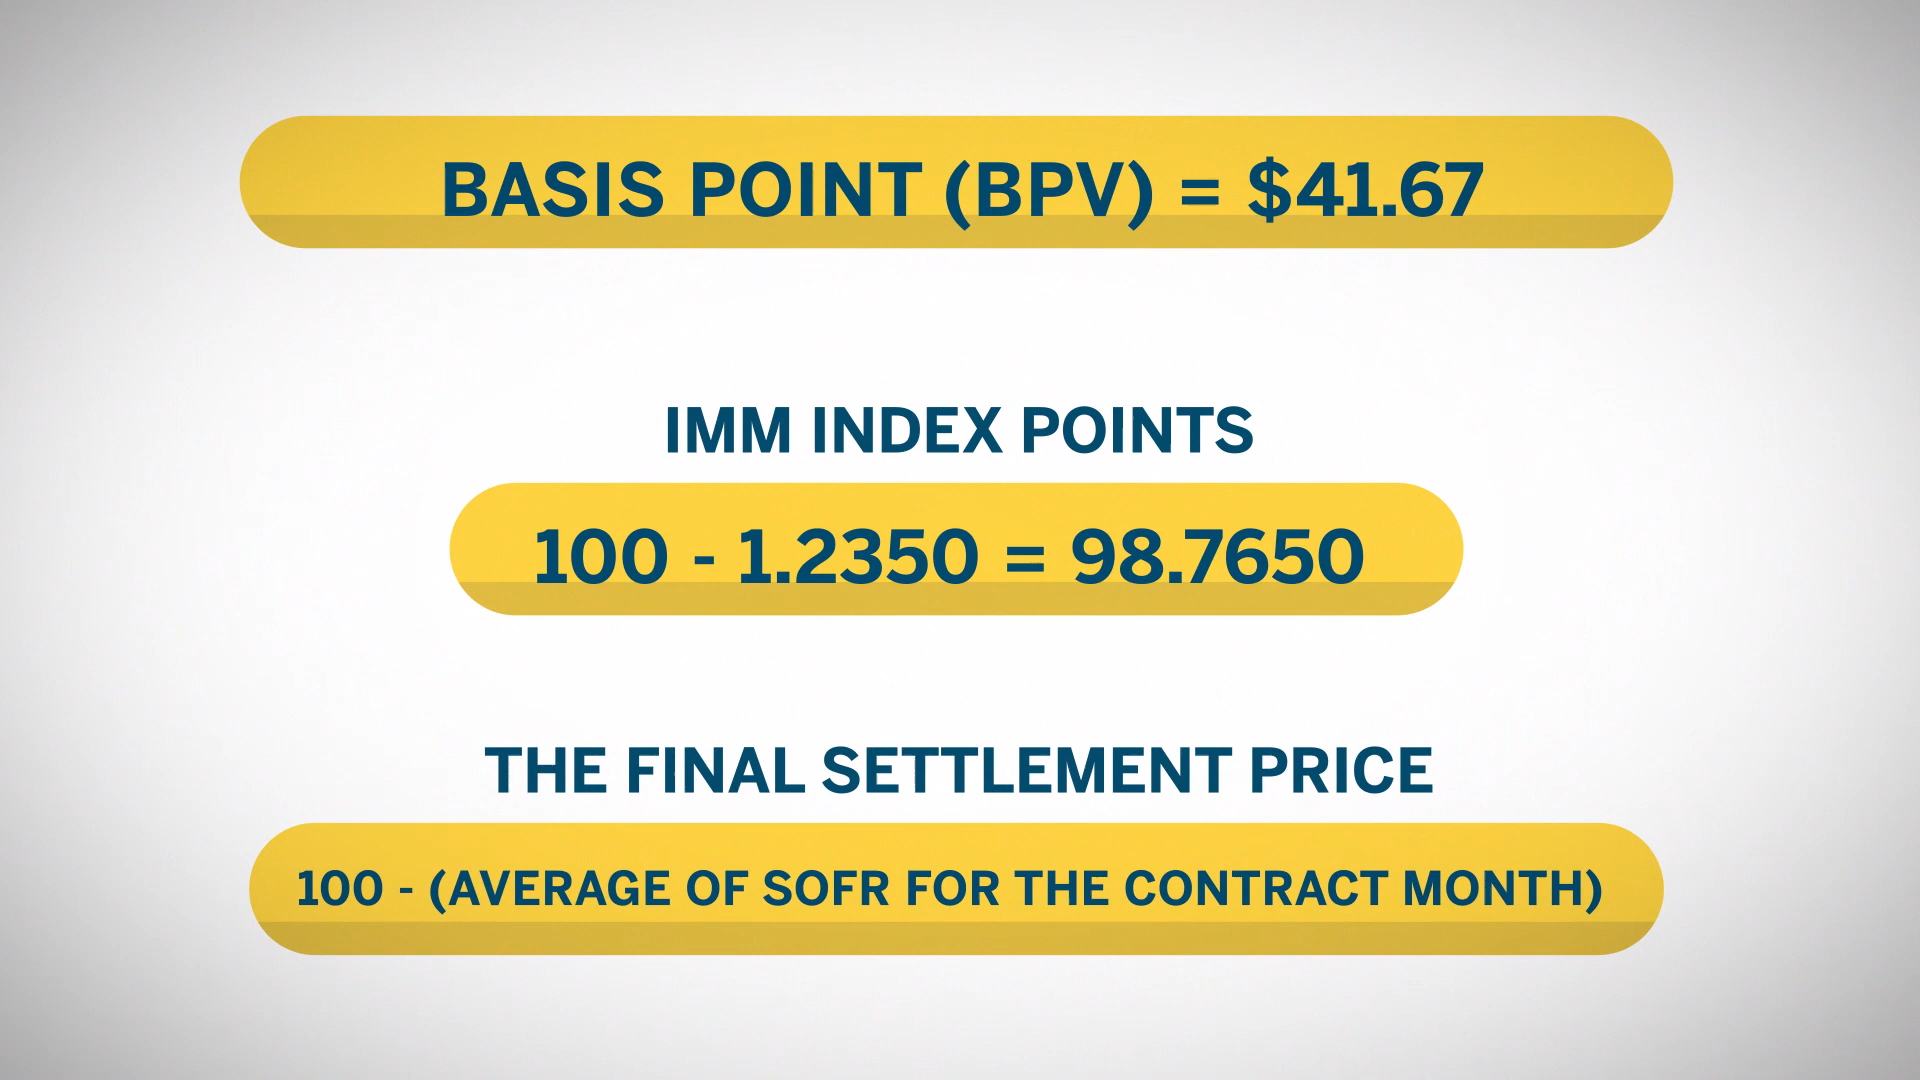 BASIS POINT (BPV) = $41.67
IMM INDEX POINTS
100 - 1.2350 = 98.7650
THE FINAL SETTLEMENT PRICE
100 - (AVERAGE OF SOFR FOR THE CONTRACT MONTH)